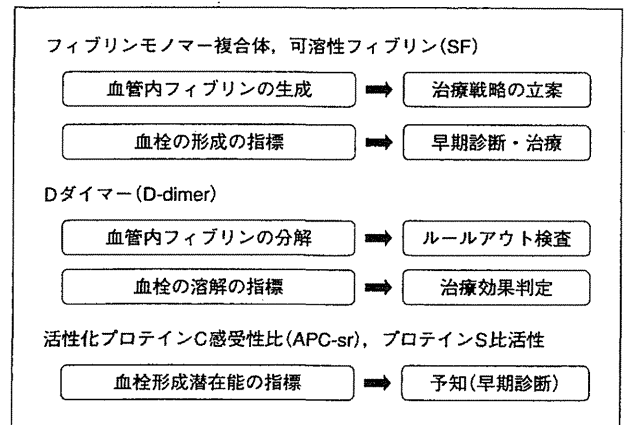 フィブリンモノマー複合体，可溶性フィブリン(SF)
血管内フィブリンの生成 ➡ 治療戦略の立案
血栓の形成の指標 ➡ 早期診断・治療
Dダイマー(D-dimer)
血管内フィブリンの分解 ➡ ルールアウト検査
血栓の溶解の指標 ➡ 治療効果判定
活性化プロテインC感受性比(APC-sr)，プロテインS比活性
血栓形成潜在能の指標 ➡ 予知(早期診断)